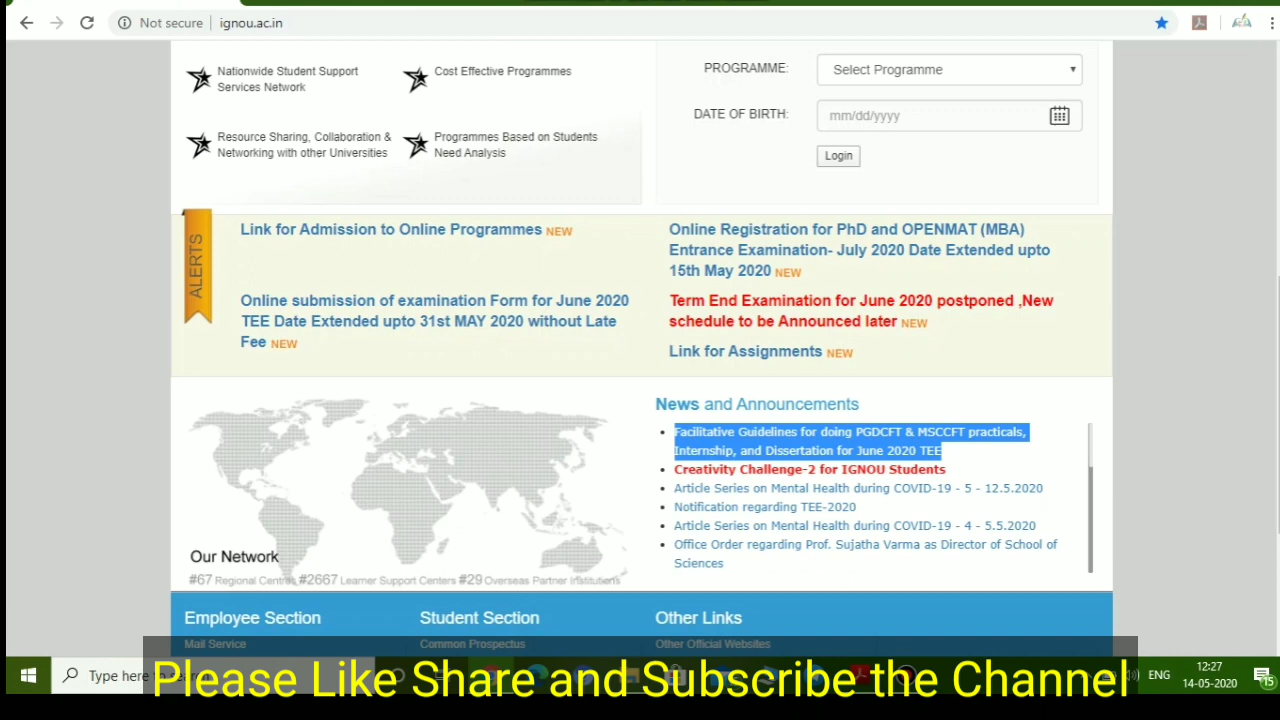 Not secure
ignou.ac.in
Nationwide Student Support
Services Network
Cost Effective Programmes
Resource Sharing, Collaboration &
Networking with other Universities
Programmes Based on Students
Need Analysis
PROGRAMME:
Select Programme
DATE OF BIRTH:
mm/dd/yyyy
Login
ALERTS
Link for Admission to Online Programmes NEW
Online submission of examination Form for June 2020
TEE Date Extended upto 31st MAY 2020 without Late
Fee NEW
Online Registration for PhD and OPENMAT (MBA)
Entrance Examination- July 2020 Date Extended upto
15th May 2020 NEW
Term End Examination for June 2020 postponed ,New
schedule to be Announced later NEW
Link for Assignments NEW
Our Network
#67 Regional Centres #2667 Learner Support Centers #29 Overseas Partner Institutions
News and Announcements
Facilitative Guidelines for doing PGDCFT & MSCCFT practicals,
Internship, and Dissertation for June 2020 TEE
Creativity Challenge-2 for IGNOU Students
Article Series on Mental Health during COVID-19 - 5 - 12.5.2020
Notification regarding TEE-2020
Article Series on Mental Health during COVID-19 - 4 - 5.5.2020
Office Order regarding Prof. Sujatha Varma as Director of School of
Sciences
Employee Section
Mail Service
Student Section
Common Prospectus
Other Links
Other Official Websites
Type here
Please Like Share and Subscribe the Channel
ENG
12:27
14-05-2020
15